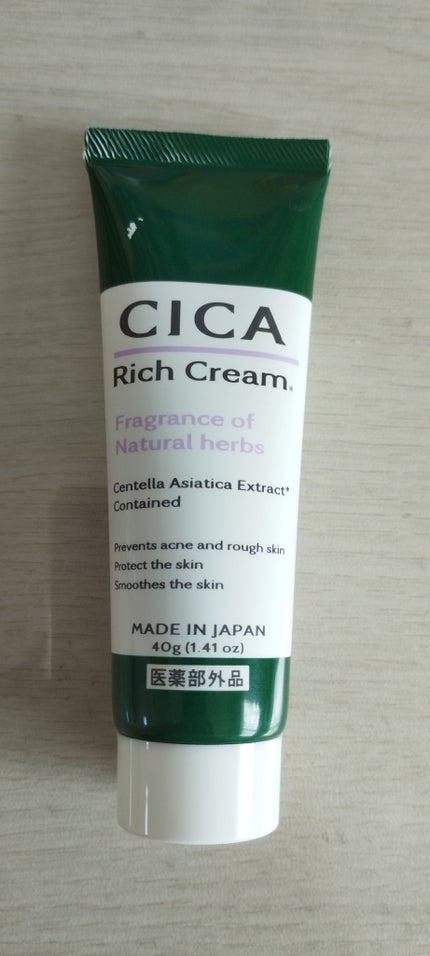 CICA
Rich Cream.
Fragrance of
Natural herbs
Centella Asiatica Extract*
Contained
Prevents acne and rough skin
Protect the skin
Smoothes the skin
MADE IN JAPAN
40g (1.41 oz)
医薬部外品